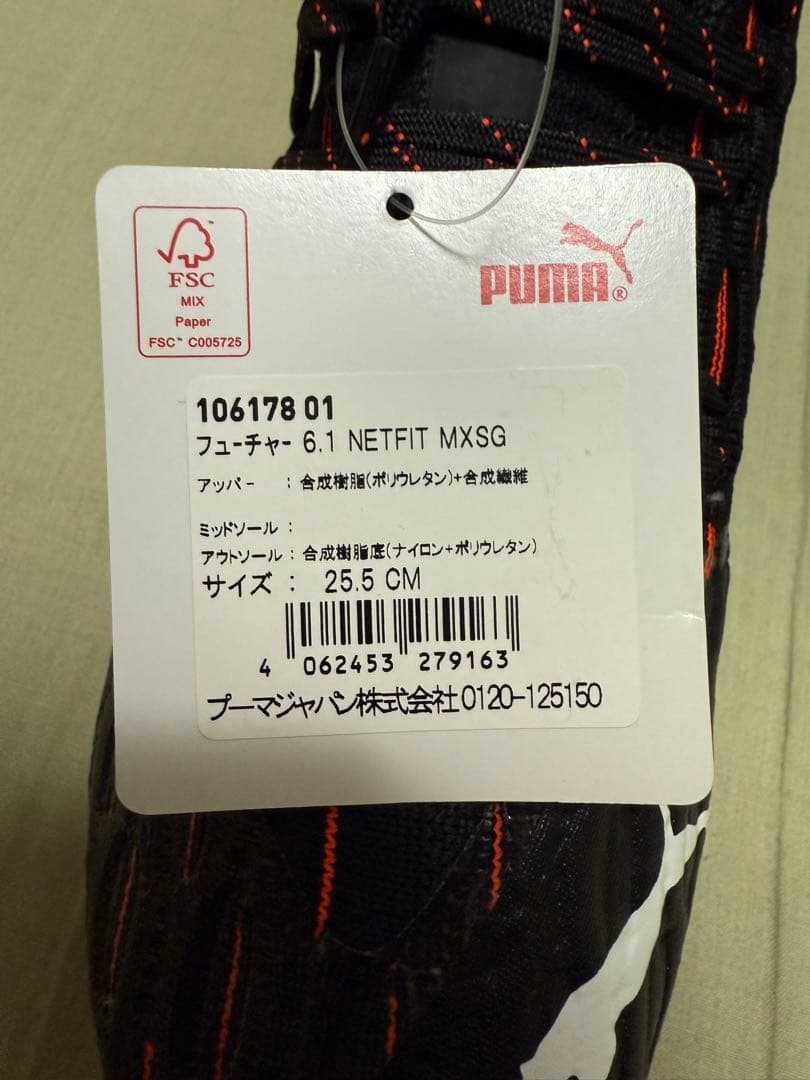 FSC
MIX
Paper
FSC™ C005725
PUMA®
106178 01
フューチャー 6.1 NETFIT MXSG
アッパー : 合成樹脂(ポリウレタン)+合成繊維
ミッドソール :
アウトソール : 合成樹脂底(ナイロン+ポリウレタン)
サイズ : 25.5 CM
4 062453 279163
プーマジャパン株式会社0120-125150